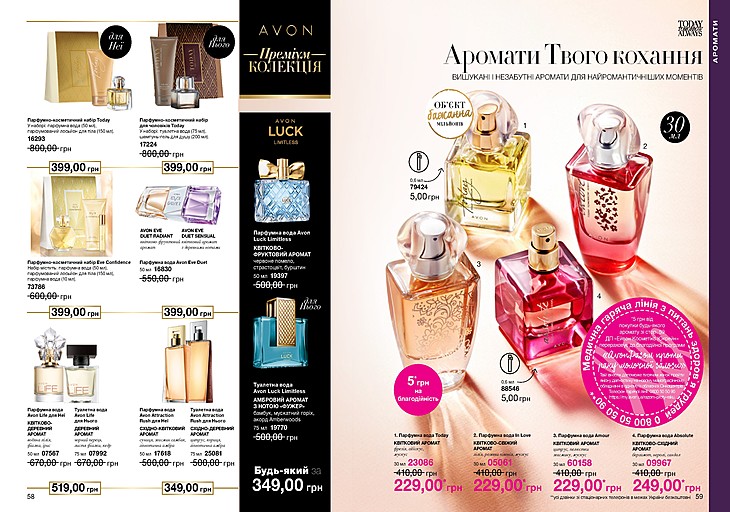 для
Неї
для
Нього
Парфумно-косметичний набір Today
У наборі: парфумна вода (50 мл),
парфумований лосьйон для тіла (150 мл).
16293
800,00 грн
399,00 грн
Парфумно-косметичний набір
для чоловіків Today
У наборі: туалетна вода (75 мл),
шампунь-гель для душу (200 мл).
17224
800,00 грн
399,00 грн
Парфумно-косметичний набір Eve Confidence
Набір містить: парфумна вода (50 мл),
парфумований лосьйон для тіла (150 мл),
парфумна вода (10 мл).
73786
600,00 грн
399,00 грн
AVON EVE
DUET RADIANT
AVON EVE
DUET SENSUAL
Парфумна вода Avon Eve Duet
50 мл 16830
550,00 грн
399,00 грн
LIFE
LIFE
Парфумна вода
Avon Life для Неї
КВІТКОВО-
ДЕРЕВНИЙ
АРОМАТ
50 мл 07567
670,00 грн
Туалетна вода
Avon Life
для Нього
ДЕРЕВНИЙ
АРОМАТ
75 мл 07992
670,00 грн
519,00 грн
Парфумна вода
Avon Attraction
Rush для Неї
СХІДНО-КВІТКОВИЙ
АРОМАТ
50 мл 17618
500,00 грн
Туалетна вода
Avon Attraction
Rush для Нього
СХІДНО-ДЕРЕВНИЙ
АРОМАТ
75 мл 25081
500,00 грн
349,00 грн
58
AVON
Преміум
КОЛЕКЦІЯ
AVON
LUCK
LIMITLESS
Парфумна вода Avon
Luck Limitless
КВІТКОВО-
ФРУКТОВИЙ АРОМАТ
червоне помело,
страстоцвіт, бурштин
50 мл 19397
500,00 грн
для
Нього
LUCK
Туалетна вода
Avon Luck Limitless
АМБРОВИЙ АРОМАТ
З НОТОЮ «ФУЖЕР»
бамбук, мускатний горіх,
акорд Amberwoods
75 мл 19770
500,00 грн
Будь-який за
349,00 грн
TODAY
TOMORROW
ALWAYS
АРОМАТИ
Аромати Твого кохання
ВИШУКАНІ І НЕЗАБУТНІ АРОМАТИ ДЛЯ НАЙРОМАНТИЧНІШИХ МОМЕНТІВ
ОБ'ЄКТ
бажання
МІЛЬЙОНІВ
30
мл
1
2
3
4
0,6 мл
79424
5,00 грн
AVON
AVON
0,6 мл
88546
5,00 грн
5* грн
на
благодійність
Медична гаряча лінія з питань здоров'я грудей 0 800 50 50 90**
1. Парфумна вода Today
КВІТКОВИЙ АРОМАТ
30 мл 23086
410,00 грн
229,00* грн
2. Парфумна вода In Love
КВІТКОВО-СВІЖИЙ
АРОМАТ
30 мл 05061
410,00 грн
229,00* грн
3. Парфумна вода Amour
КВІТКОВИЙ АРОМАТ
30 мл 60158
410,00 грн
229,00* грн
4. Парфумна вода Absolute
КВІТКОВИЙ АРОМАТ
30 мл 09967
410,00 грн
249,00* грн
**усі дзвінки зі стаціонарних телефонів в межах України безкоштовні
59